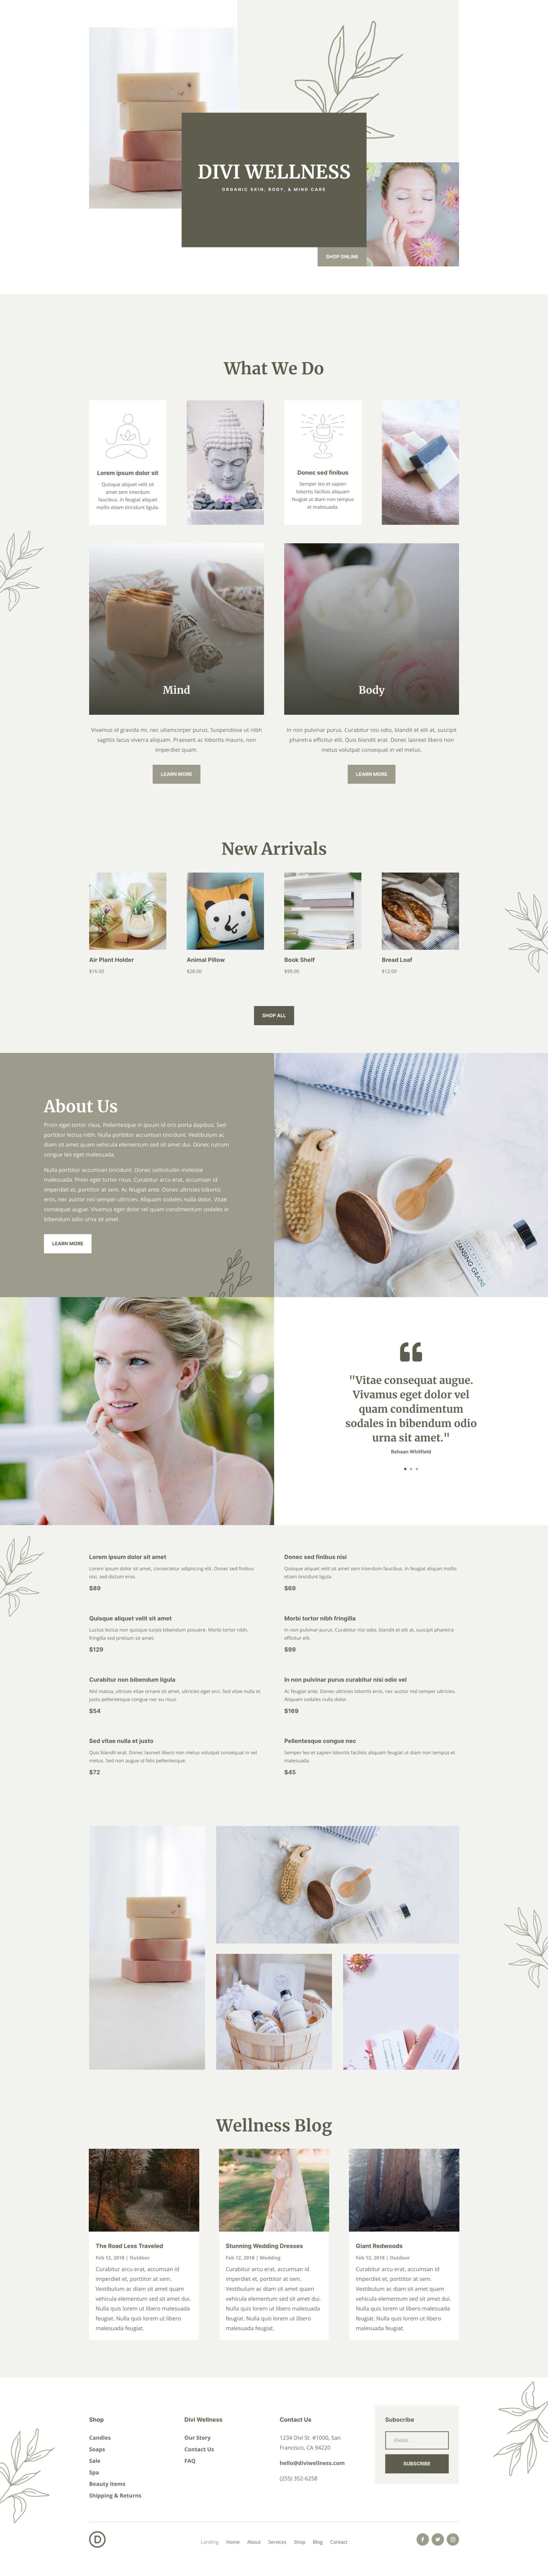 DIVI WELLNESS
ORGANIC SKIN, BODY, & MIND CARE
SHOP ONLINE
What We Do
Lorem ipsum dolor sit
Quisque aliquet velit sit
amet sem interdum
faucibus. In feugiat aliquet
mollis etiam tincidunt ligula.
Donec sed finibus
Semper leo et sapien
lobortis facilisis aliquam
feugiat ut diam non tempus
et malesuada.
Mind
Vivamus id gravida mi, nec ullamcorper purus. Suspendisse ut nibh
sagittis lacus viverra aliquam. Praesent ac lobortis mauris, non
imperdiet quam.
LEARN MORE
Body
In non pulvinar purus. Curabitur nisi odio, blandit et elit at, suscipit
pharetra efficitur elit. Quis blandit erat. Donec laoreet libero non
metus volutpat consequat in vel metus.
LEARN MORE
New Arrivals
Air Plant Holder
$16.00
Animal Pillow
$28.00
Book Shelf
$99.00
Bread Loaf
$12.00
SHOP ALL
About Us
Proin eget tortor risus. Pellentesque in ipsum id orci porta dapibus. Sed
porttitor lectus nibh. Nulla porttitor accumsan tincidunt. Vestibulum ac
diam sit amet quam vehicula elementum sed sit amet dui. Donec rutrum
congue leo eget malesuada.
Nulla porttitor accumsan tincidunt. Donec sollicitudin molestie
malesuada. Proin eget tortor risus. Curabitur arcu erat, accumsan id
imperdiet et, porttitor at sem. Ac feugiat ante. Donec ultricies lobortis
eros, nec auctor nisl semper ultricies. Aliquam sodales nulla dolor. Vitae
consequat augue. Vivamus eget dolor vel quam condimentum sodales in
bibendum odio urna sit amet.
LEARN MORE
CLEANSING GRAINS
"Vitae consequat augue.
Vivamus eget dolor vel
quam condimentum
sodales in bibendum odio
urna sit amet."
Rehaan Whitfield
Lorem ipsum dolor sit amet
Lorem ipsum dolor sit amet, consectetur adipiscing elit. Donec sed finibus
nisi, sed dictum eros.
$89
Donec sed finibus nisi
Quisque aliquet velit sit amet sem interdum faucibus. In feugiat aliquet mollis
etiam tincidunt ligula.
$69
Quisque aliquet velit sit amet
Luctus lectus non quisque turpis bibendum posuere. Morbi tortor nibh,
fringilla sed pretium sit amet.
$129
Morbi tortor nibh fringilla
In non pulvinar purus. Curabitur nisi odio, blandit et elit at, suscipit pharetra
efficitur elit.
$99
Curabitur non bibendum ligula
Nisl massa, ultrices vitae ornare sit amet, ultricies eget orci. Sed vitae nulla et
justo pellentesque congue nec eu risus.
$54
In non pulvinar purus curabitur nisi odio vel
Ac feugiat ante. Donec ultricies lobortis eros, nec auctor nisl semper ultricies.
Aliquam sodales nulla dolor.
$169
Sed vitae nulla et justo
Quis blandit erat. Donec laoreet libero non metus volutpat consequat in vel
metus. Sed non augue id felis pellentesque.
$72
Pellentesque congue nec
Semper leo et sapien lobortis facilisis aliquam feugiat ut diam non tempus et
malesuada.
$45
Wellness Blog
The Road Less Traveled
Feb 12, 2018 | Outdoor
Curabitur arcu erat, accumsan id
imperdiet et, porttitor at sem.
Vestibulum ac diam sit amet quam
vehicula elementum sed sit amet dui.
Nulla quis lorem ut libero malesuada
feugiat. Nulla quis lorem ut libero
malesuada feugiat.
Stunning Wedding Dresses
Feb 12, 2018 | Wedding
Curabitur arcu erat, accumsan id
imperdiet et, porttitor at sem.
Vestibulum ac diam sit amet quam
vehicula elementum sed sit amet dui.
Nulla quis lorem ut libero malesuada
feugiat. Nulla quis lorem ut libero
malesuada feugiat.
Giant Redwoods
Feb 12, 2018 | Outdoor
Curabitur arcu erat, accumsan id
imperdiet et, porttitor at sem.
Vestibulum ac diam sit amet quam
vehicula elementum sed sit amet dui.
Nulla quis lorem ut libero malesuada
feugiat. Nulla quis lorem ut libero
malesuada feugiat.
Shop
Candles
Soaps
Sale
Spa
Beauty Items
Shipping & Returns
Divi Wellness
Our Story
Contact Us
FAQ
Contact Us
1234 Divi St. #1000, San
Francisco, CA 94220
hello@diviwellness.com
(255) 352-6258
Subscribe
EMAIL
SUBSCRIBE
D
Landing Home About Services Shop Blog Contact